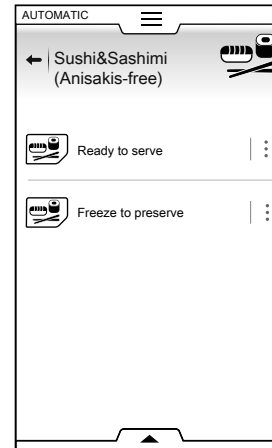 AUTOMATIC
Sushi&Sashimi
(Anisakis-free)
Ready to serve
Freeze to preserve